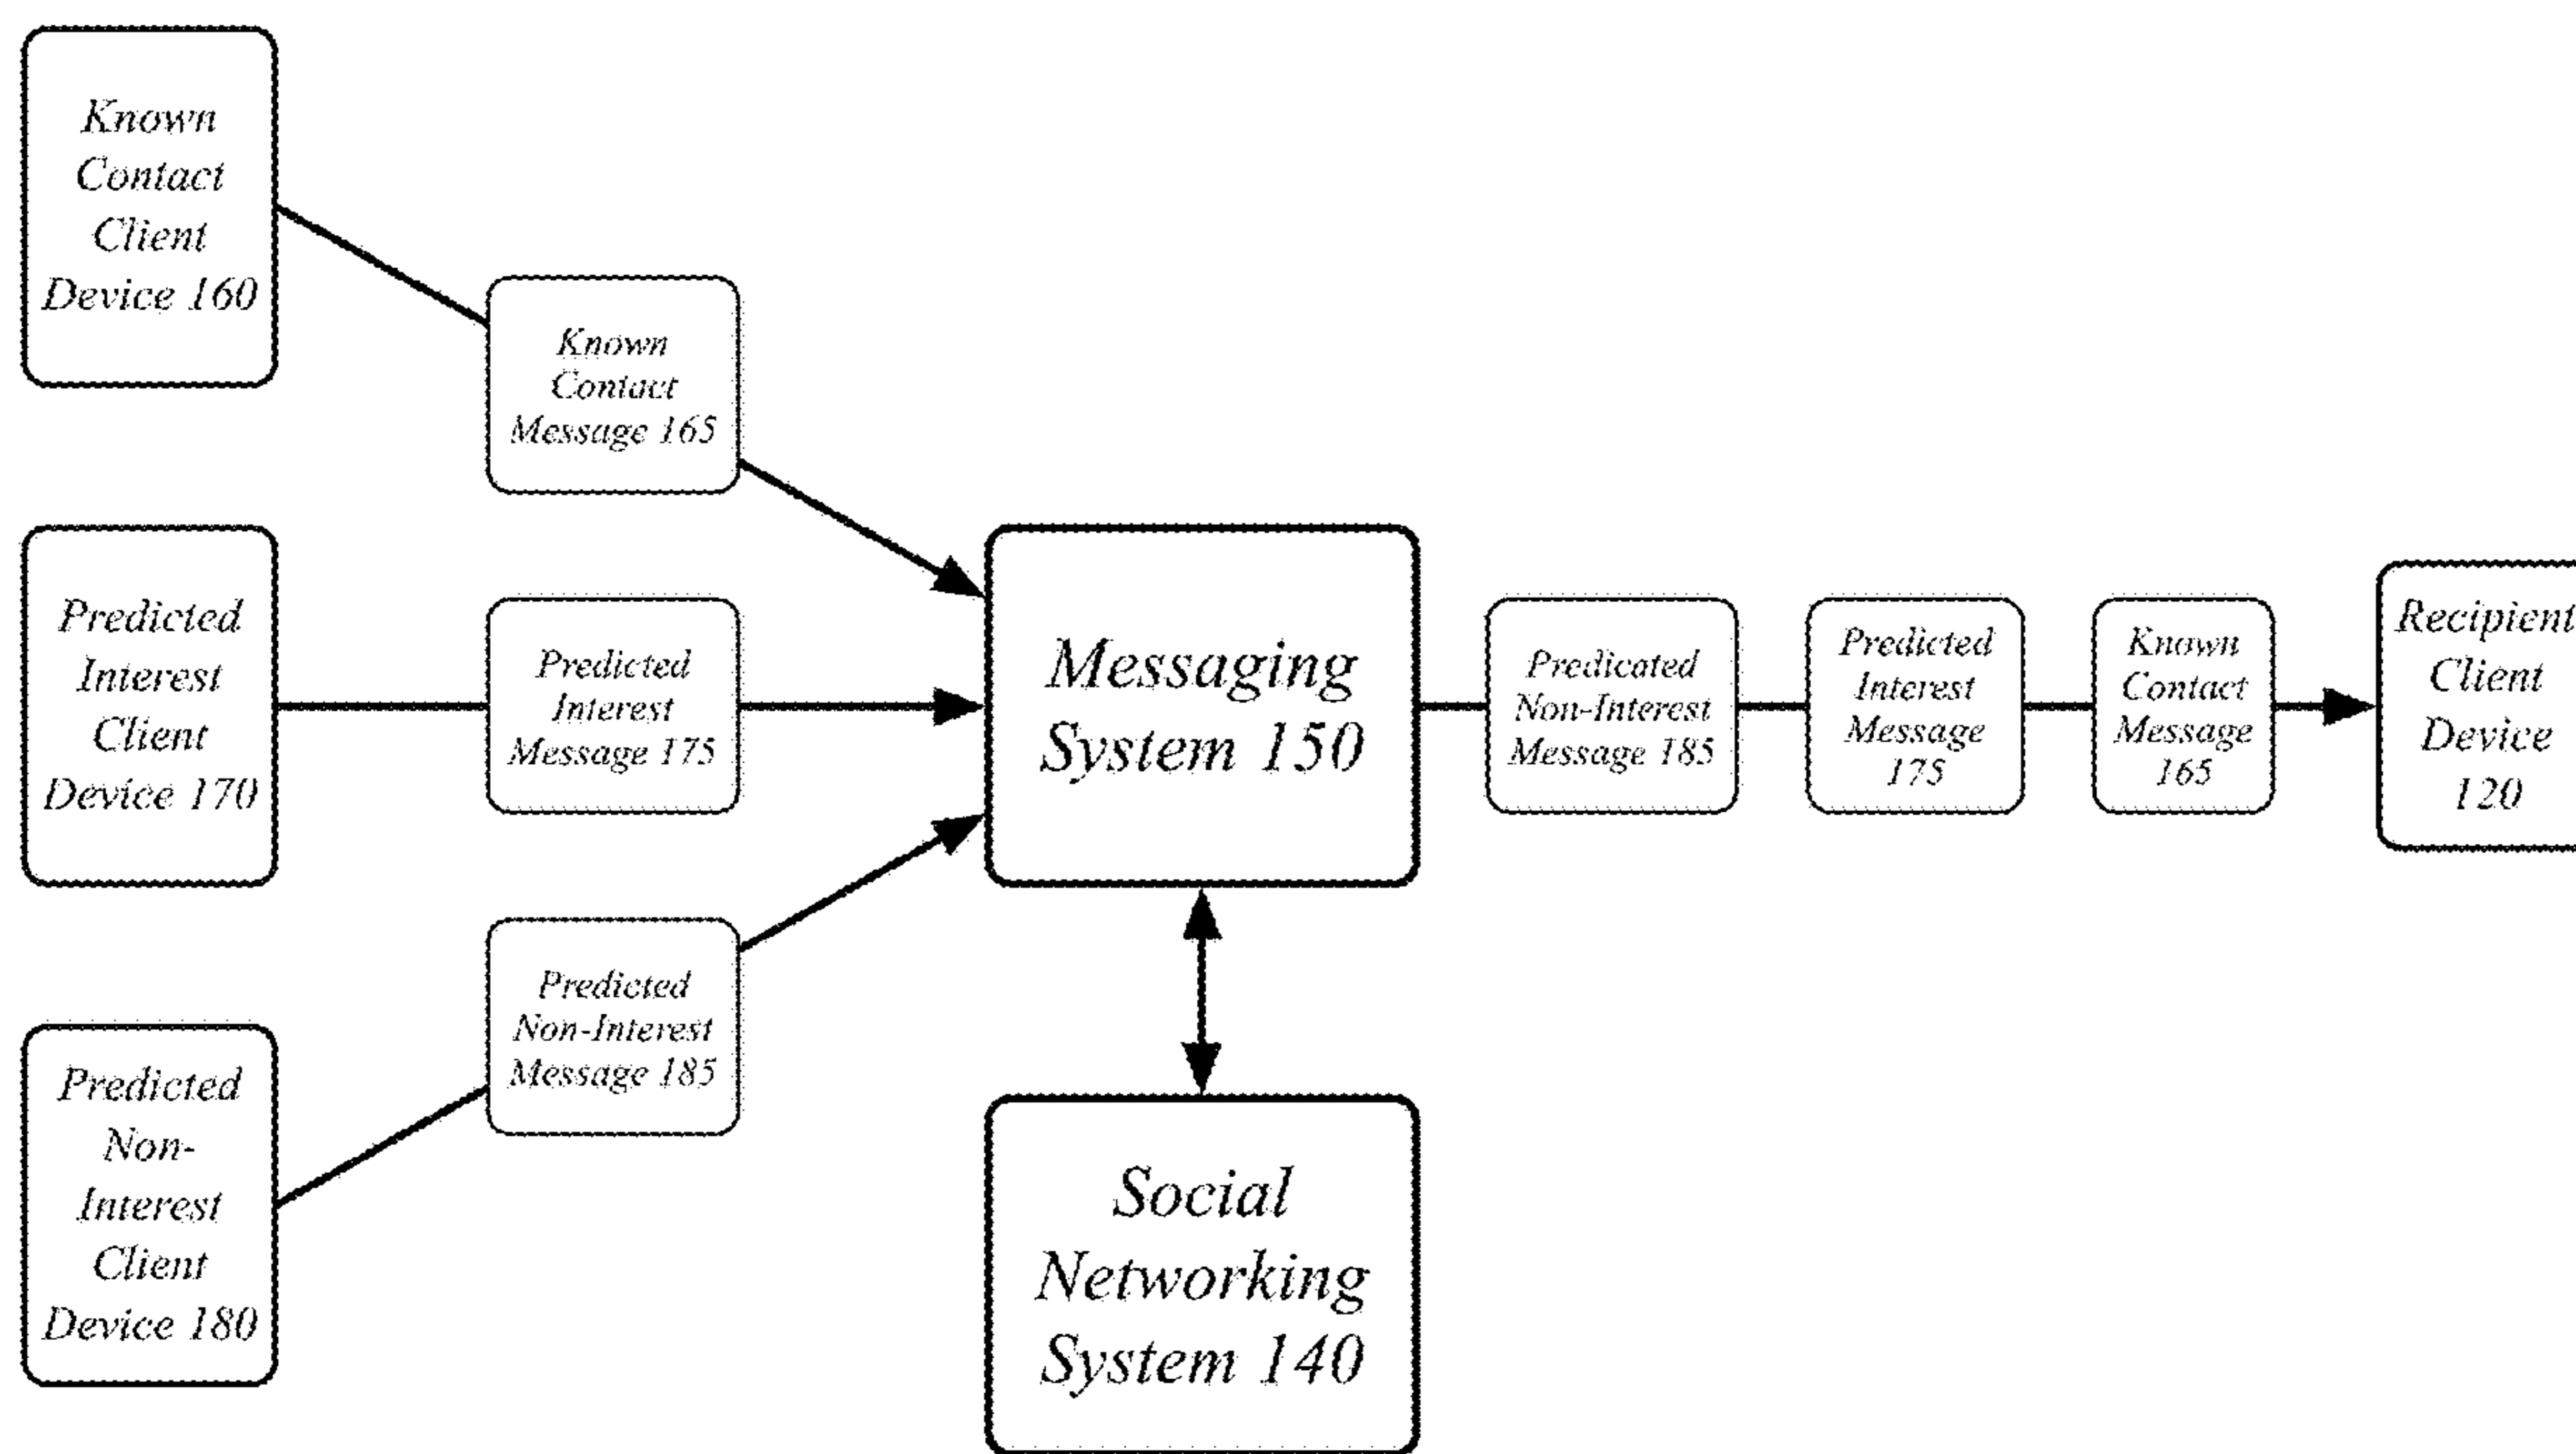 Known
Contact
Client
Device 160
Known
Contact
Message 165
Predicted
Interest
Client
Device 170
Predicted
Interest
Message 175
Messaging
System 150
Predicated
Non-Interest
Message 185
Predicted
Interest
Message
175
Known
Contact
Message
165
Recipient
Client
Device
120
Predicted
Non-Interest
Message 185
Predicted
Non-
Interest
Client
Device 180
Social
Networking
System 140